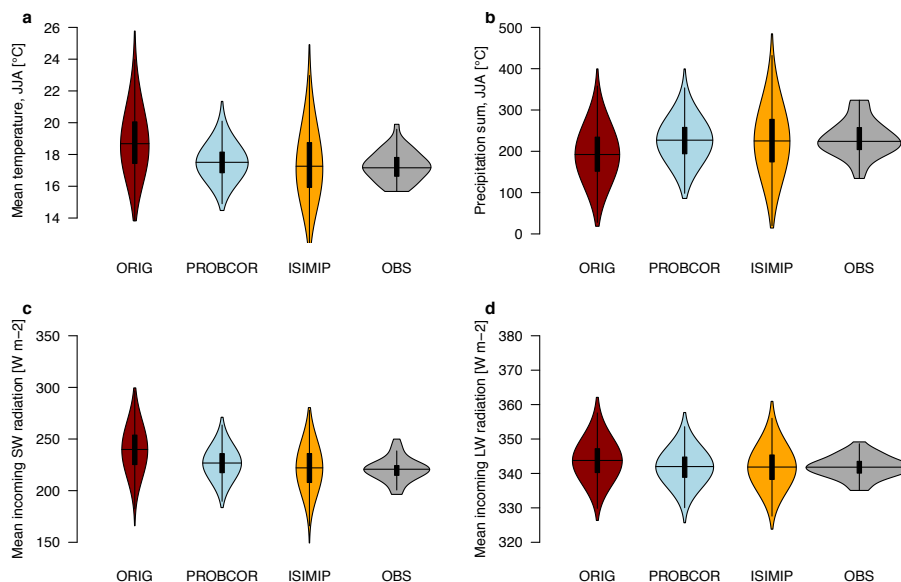 a
Mean temperature, JJA [°C]
26
24
22
20
18
16
14
ORIG PROBCOR ISIMIP OBS
b
Precipitation sum, JJA [°C]
500
400
300
200
100
0
ORIG PROBCOR ISIMIP OBS
c
Mean incoming SW radiation [W m−2]
350
300
250
200
150
ORIG PROBCOR ISIMIP OBS
d
Mean incoming LW radiation [W m−2]
380
370
360
350
340
330
320
ORIG PROBCOR ISIMIP OBS